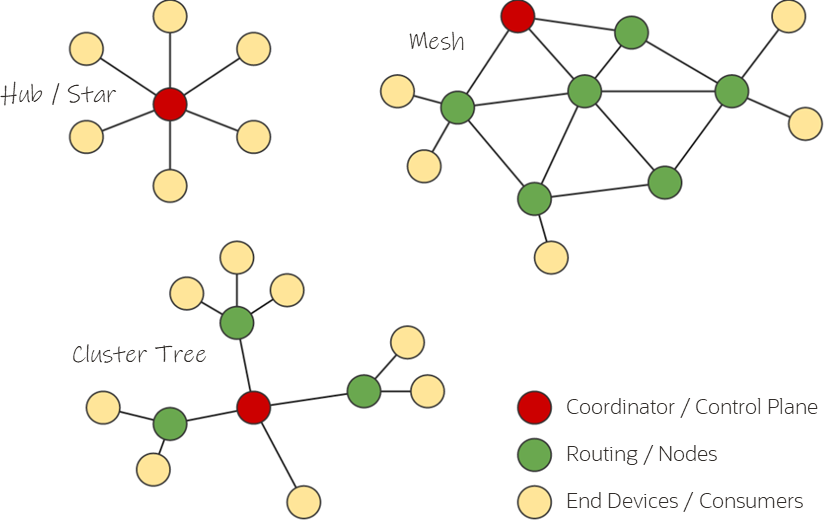 Mesh
Hub / Star
Cluster Tree
Coordinator / Control Plane
Routing / Nodes
End Devices / Consumers